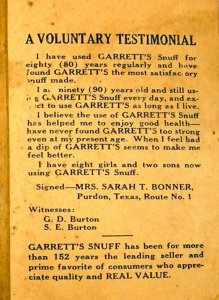 A VOLUNTARY TESTIMONIAL
I have used GARRETT'S Snuff for
eighty (80) years regularly and have
found GARRETT'S the most satisfactory
snuff made.
I a ninety (90) years old and still us-
ing GARRETT'S Snuff every day, and ex-
pect to use GARRETT'S as long as I live.
I believe the use of GARRETT'S Snuff
has helped me to enjoy good health—
have never found GARRETT'S too strong
even at my present age. When I feel bad
a dip of GARRETT'S seems to make me
feel better.
I have eight girls and two sons now
using GARRETT'S Snuff.
Signed—MRS. SARAH T. BONNER,
Purdon, Texas, Route No. 1
Witnesses:
G. D. Burton
S. E. Burton
GARRETT'S SNUFF has been for more
than 152 years the leading seller and
prime favorite of consumers who appre-
ciate quality and REAL VALUE.